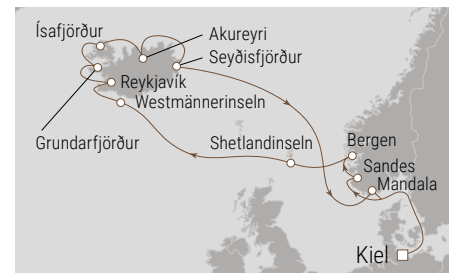 Ísafjörður
Akureyri
Seyðisfjörður
Reykjavík
Westmännerinseln
Grundarfjörður
Shetlandinseln
Bergen
Sandes
Mandala
Kiel